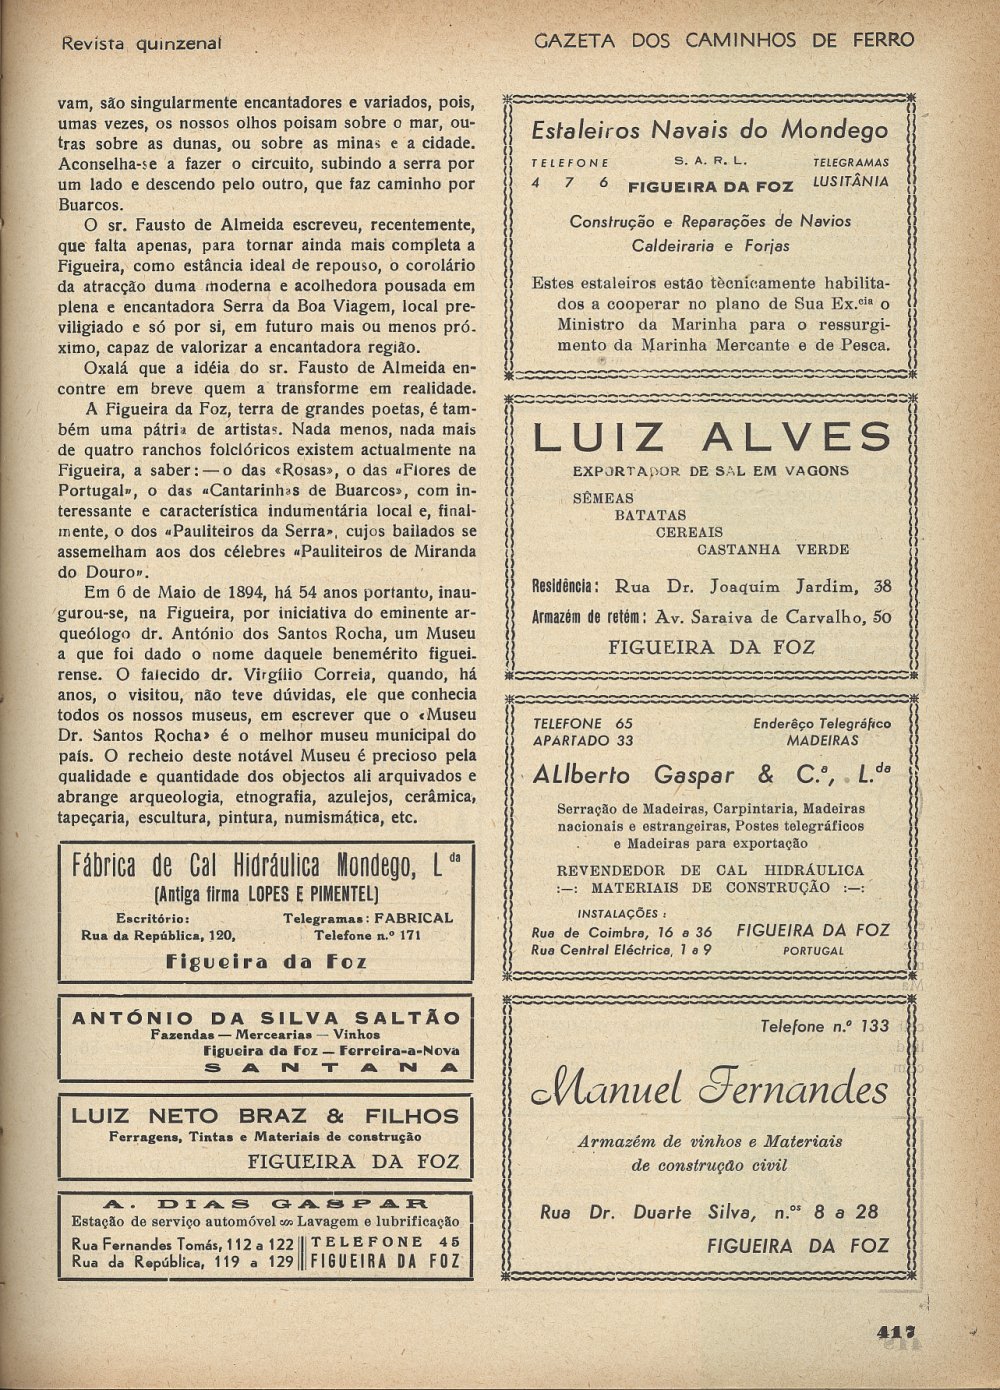 Revista quinzenal
GAZETA DOS CAMINHOS DE FERRO
vam, são singularmente encantadores e variados, pois,
umas vezes, os nossos olhos poisam sobre o mar, ou-
tras sobre as dunas, ou sobre as minas e a cidade.
Aconselha-se a fazer o circuito, subindo a serra por
um lado e descendo pelo outro, que faz caminho por
Buarcos.
O sr. Fausto de Almeida escreveu, recentemente,
que falta apenas, para tornar ainda mais completa a
Figueira, como estância ideal de repouso, o corolário
da atracção duma moderna e acolhedora pousada em
plena e encantadora Serra da Boa Viagem, local pre-
viligiado e só por si, em futuro mais ou menos pró-
ximo, capaz de valorizar a encantadora região.
Oxalá que a idéia do sr. Fausto de Almeida en-
contre em breve quem a transforme em realidade.
A Figueira da Foz, terra de grandes poetas, é tam-
bém uma pátria de artistas. Nada menos, nada mais
de quatro ranchos folclóricos existem actualmente na
Figueira, a saber: — o das «Rosas», o das «Flores de
Portugal», o das «Cantarinhas de Buarcos», com in-
teressante e característica indumentária local e, final-
mente, o dos «Pauliteiros da Serra», cujos bailados se
assemelham aos dos célebres «Pauliteiros de Miranda
do Douro».
Em 6 de Maio de 1894, há 54 anos portanto, inau-
gurou-se, na Figueira, por iniciativa do eminente ar-
queólogo dr. António dos Santos Rocha, um Museu
a que foi dado o nome daquele benemérito figuei-
rense. O falecido dr. Virgílio Correia, quando, há
anos, o visitou, não teve dúvidas, ele que conhecia
todos os nossos museus, em escrever que o «Museu
Dr. Santos Rocha» é o melhor museu municipal do
país. O recheio deste notável Museu é precioso pela
qualidade e quantidade dos objectos ali arquivados e
abrange arqueologia, etnografia, azulejos, cerâmica,
tapeçaria, escultura, pintura, numismática, etc.
Fábrica de Cal Hidráulica Mondego, L.da
(Antiga firma LOPES E PIMENTEL)
Escritório: Telegramas: FABRICAL
Rua da República, 120, Telefone n.º 171
Figueira da Foz
ANTÓNIO DA SILVA SALTÃO
Fazendas — Mercearias — Vinhos
Figueira da Foz — Ferreira-a-Nova
SANTANA
LUIZ NETO BRAZ & FILHOS
Ferragens, Tintas e Materiais de construção
FIGUEIRA DA FOZ
A. DIAS GASPAR
Estação de serviço automóvel Lavagem e lubrificação
Rua Fernandes Tomás, 112 a 122 TELEFONE 45
Rua da República, 119 a 129 FIGUEIRA DA FOZ
Estaleiros Navais do Mondego
TELEFONE S. A. R. L. TELEGRAMAS
4 7 6 FIGUEIRA DA FOZ LUSITÂNIA
Construção e Reparações de Navios
Caldeiraria e Forjas
Estes estaleiros estão tècnicamente habilita-
dos a cooperar no plano de Sua Ex.cia o
Ministro da Marinha para o ressurgi-
mento da Marinha Mercante e de Pesca.
LUIZ ALVES
EXPORTADOR DE SAL EM VAGONS
SÊMEAS
BATATAS
CEREAIS
CASTANHA VERDE
Residência: Rua Dr. Joaquim Jardim, 38
Armazém de retém: Av. Saraiva de Carvalho, 50
FIGUEIRA DA FOZ
TELEFONE 65 Enderêço Telegráfico
APARTADO 33 MADEIRAS
ALIberto Gaspar & C.ª, L.da
Serração de Madeiras, Carpintaria, Madeiras
nacionais e estrangeiras, Postes telegráficos
e Madeiras para exportação
REVENDEDOR DE CAL HIDRÁULICA
:—: MATERIAIS DE CONSTRUÇÃO :—:
INSTALAÇÕES:
Rua de Coimbra, 16 a 36 FIGUEIRA DA FOZ
Rua Central Eléctrica, 1 a 9 PORTUGAL
Telefone n.º 133
Manuel Fernandes
Armazém de vinhos e Materiais
de construção civil
Rua Dr. Duarte Silva, n.os 8 a 28
FIGUEIRA DA FOZ
417